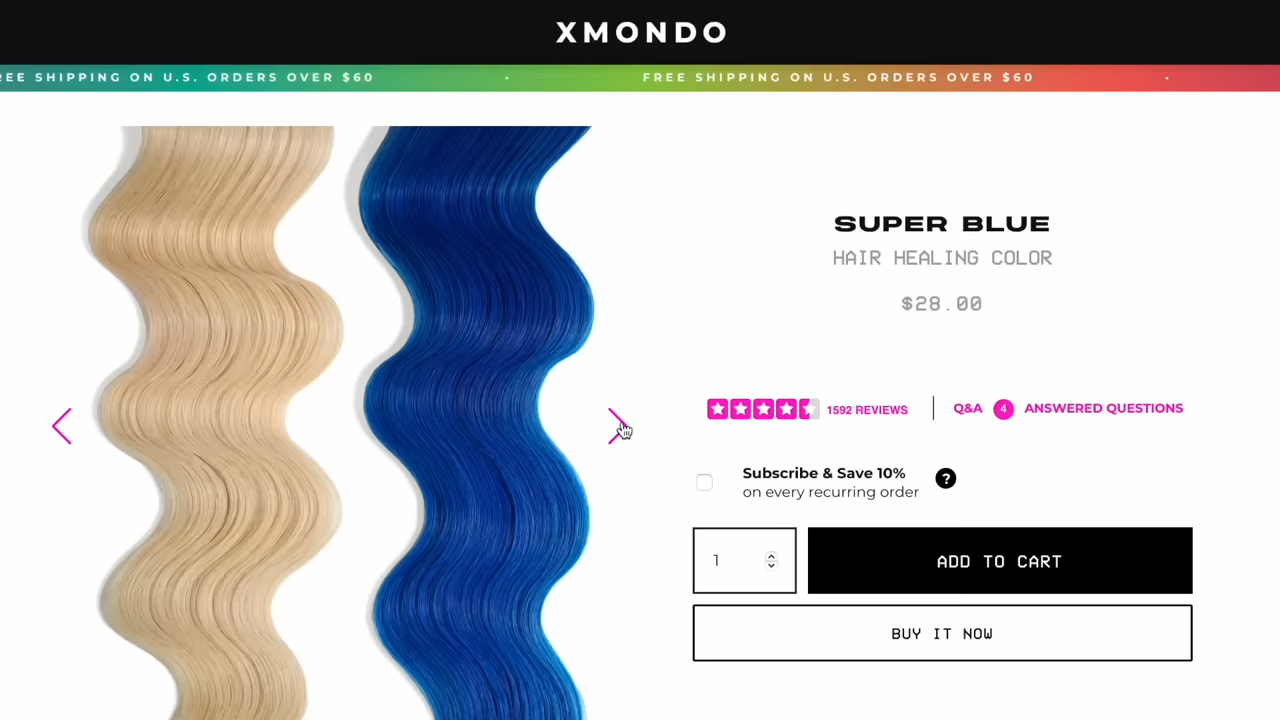 XMONDO
FREE SHIPPING ON U.S. ORDERS OVER $60 • FREE SHIPPING ON U.S. ORDERS OVER $60 •
SUPER BLUE
HAIR HEALING COLOR
$28.00
1592 REVIEWS
Q&A 4 ANSWERED QUESTIONS
Subscribe & Save 10%
on every recurring order
?
1
ADD TO CART
BUY IT NOW